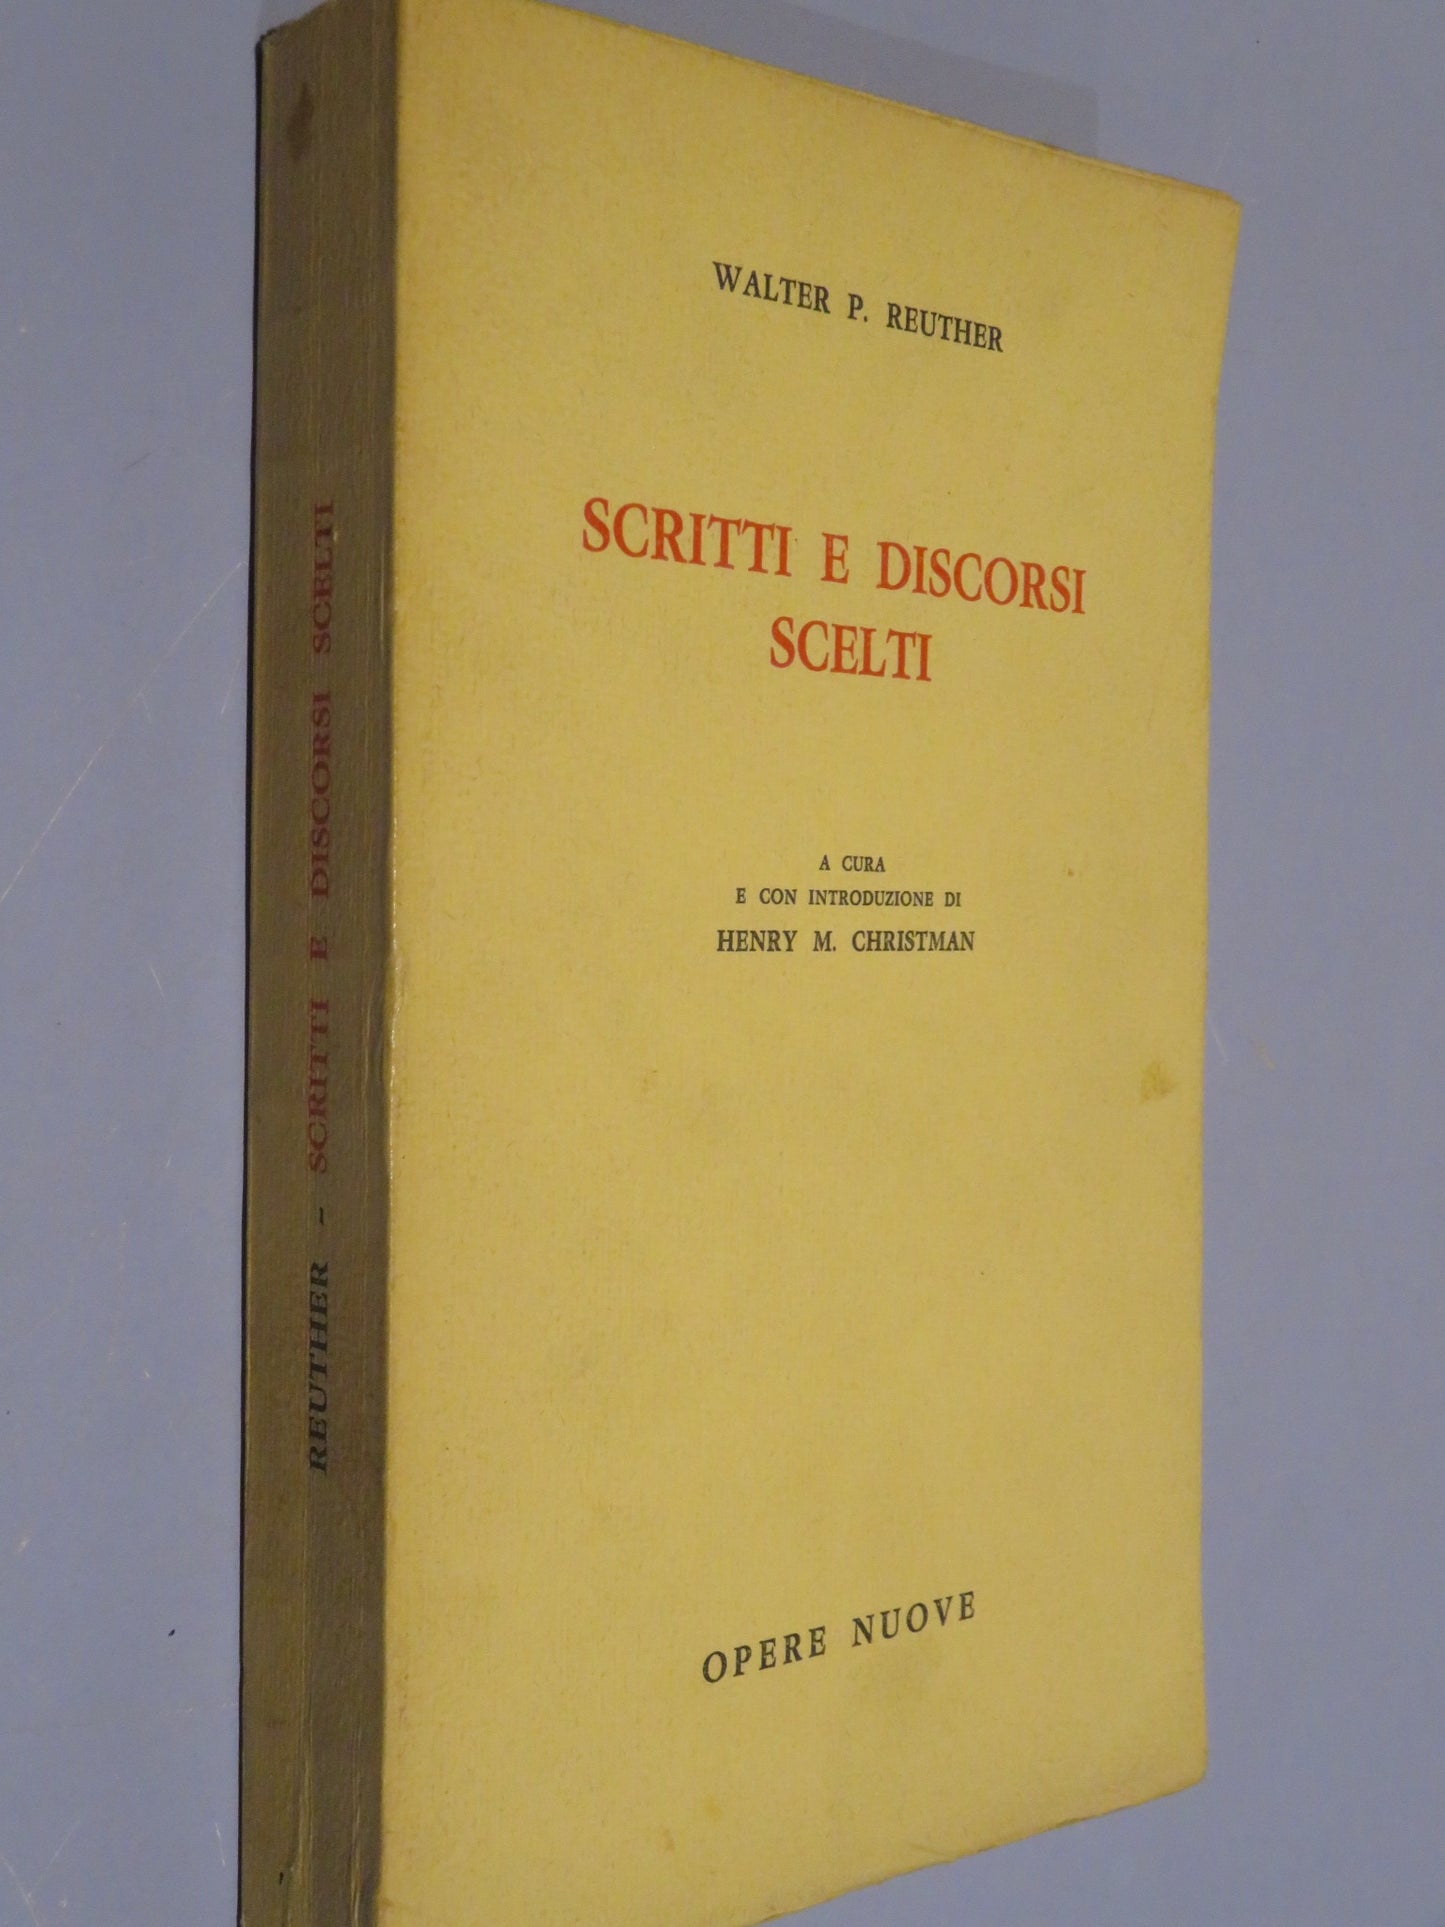 WALTER P. REUTHER
SCRITTI E DISCORSI
SCELTI
A CURA
E CON INTRODUZIONE DI
HENRY M. CHRISTMAN
OPERE NUOVE
REUTHER - SCRITTI E DISCORSI SCELTI